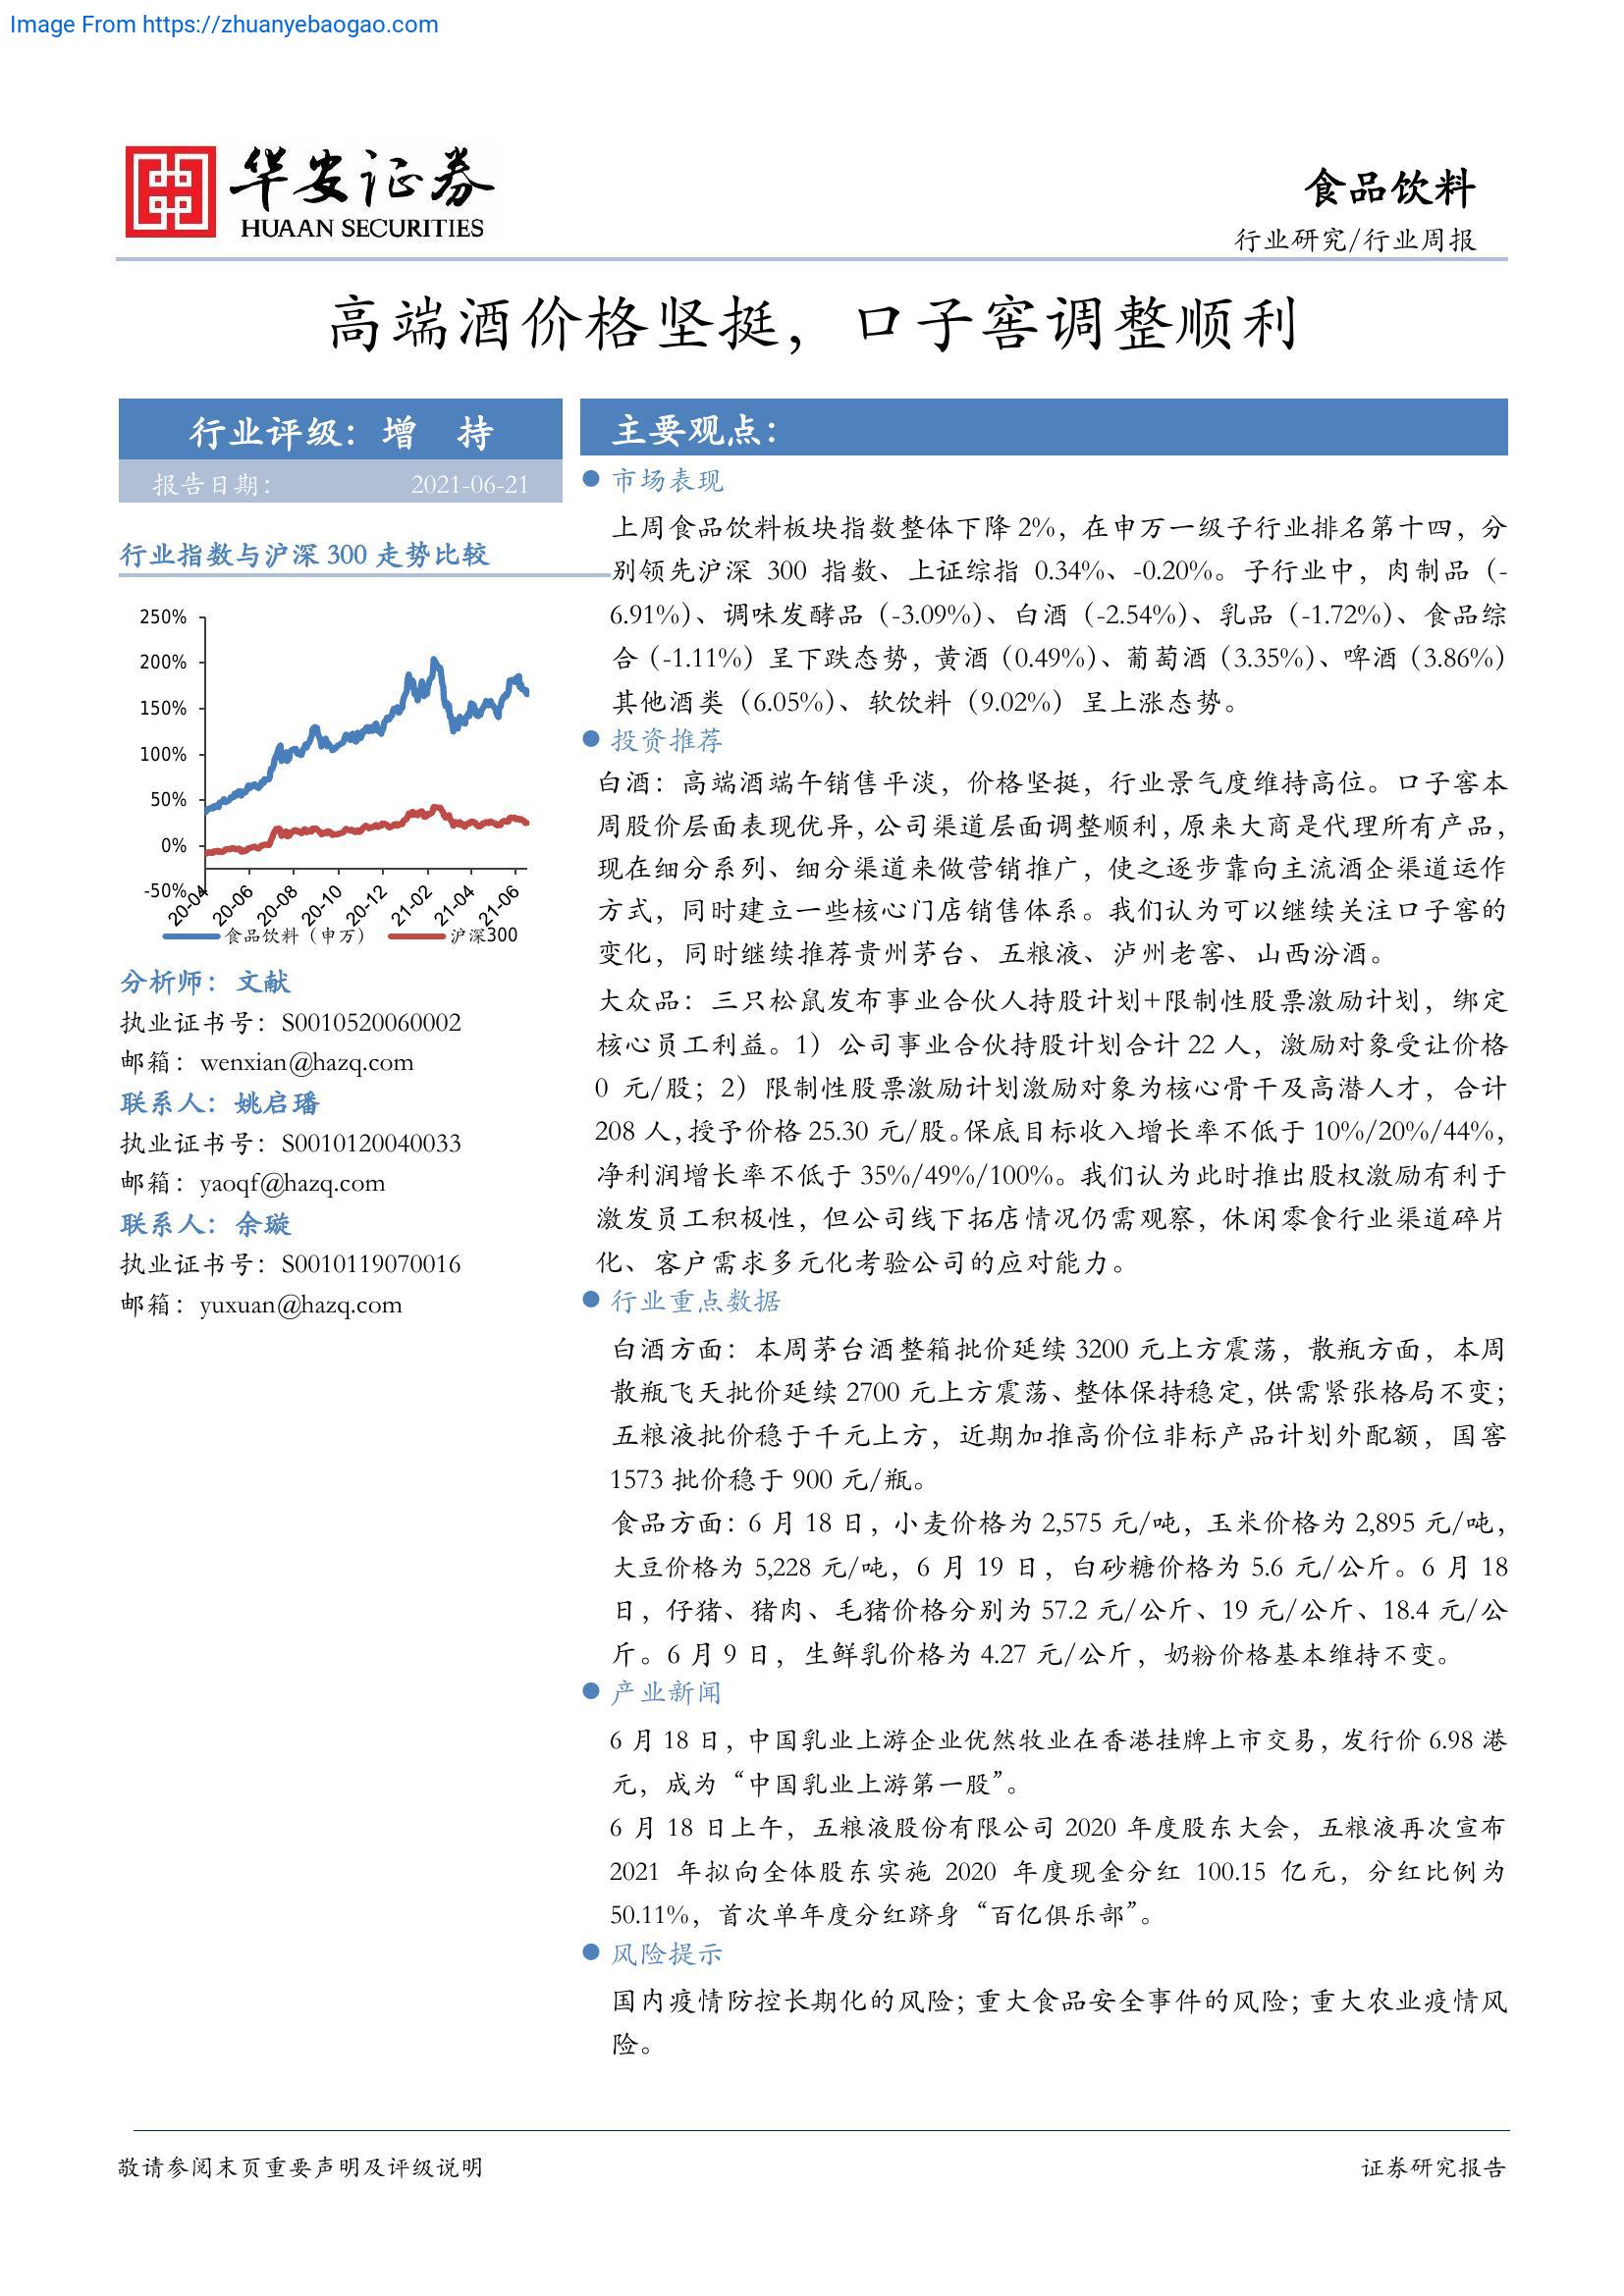 Image From https://zhuanyebaogao.com
华安证券
HUAAN SECURITIES
食品饮料
行业研究/行业周报
高端酒价格坚挺，口子窖调整顺利
行业评级：增 持
报告日期： 2021-06-21
行业指数与沪深 300 走势比较
250%
200%
150%
100%
50%
0%
-50%
20-04
20-06
20-08
20-10
20-12
21-02
21-04
21-06
食品饮料（申万） 沪深300
分析师：文献
执业证书号：S0010520060002
邮箱：wenxian@hazq.com
联系人：姚启璠
执业证书号：S0010120040033
邮箱：yaoqf@hazq.com
联系人：余璇
执业证书号：S0010119070016
邮箱：yuxuan@hazq.com
主要观点：
市场表现
上周食品饮料板块指数整体下降 2%，在申万一级子行业排名第十四，分
别领先沪深 300 指数、上证综指 0.34%、-0.20%。子行业中，肉制品（-
6.91%）、调味发酵品（-3.09%）、白酒（-2.54%）、乳品（-1.72%）、食品综
合（-1.11%）呈下跌态势，黄酒（0.49%）、葡萄酒（3.35%）、啤酒（3.86%）
其他酒类（6.05%）、软饮料（9.02%）呈上涨态势。
投资推荐
白酒：高端酒端午销售平淡，价格坚挺，行业景气度维持高位。口子窖本
周股价层面表现优异，公司渠道层面调整顺利，原来大商是代理所有产品，
现在细分系列、细分渠道来做营销推广，使之逐步靠向主流酒企渠道运作
方式，同时建立一些核心门店销售体系。我们认为可以继续关注口子窖的
变化，同时继续推荐贵州茅台、五粮液、泸州老窖、山西汾酒。
大众品：三只松鼠发布事业合伙人持股计划+限制性股票激励计划，绑定
核心员工利益。1）公司事业合伙持股计划合计 22 人，激励对象受让价格
0 元/股；2）限制性股票激励计划激励对象为核心骨干及高潜人才，合计
208 人，授予价格 25.30 元/股。保底目标收入增长率不低于 10%/20%/44%，
净利润增长率不低于 35%/49%/100%。我们认为此时推出股权激励有利于
激发员工积极性，但公司线下拓店情况仍需观察，休闲零食行业渠道碎片
化、客户需求多元化考验公司的应对能力。
行业重点数据
白酒方面：本周茅台酒整箱批价延续 3200 元上方震荡，散瓶方面，本周
散瓶飞天批价延续 2700 元上方震荡、整体保持稳定，供需紧张格局不变；
五粮液批价稳于千元上方，近期加推高价位非标产品计划外配额，国窖
1573 批价稳于 900 元/瓶。
食品方面：6 月 18 日，小麦价格为 2,575 元/吨，玉米价格为 2,895 元/吨，
大豆价格为 5,228 元/吨，6 月 19 日，白砂糖价格为 5.6 元/公斤。6 月 18
日，仔猪、猪肉、毛猪价格分别为 57.2 元/公斤、19 元/公斤、18.4 元/公
斤。6 月 9 日，生鲜乳价格为 4.27 元/公斤，奶粉价格基本维持不变。
产业新闻
6 月 18 日，中国乳业上游企业优然牧业在香港挂牌上市交易，发行价 6.98 港
元，成为“中国乳业上游第一股”。
6 月 18 日上午，五粮液股份有限公司 2020 年度股东大会，五粮液再次宣布
2021 年拟向全体股东实施 2020 年度现金分红 100.15 亿元，分红比例为
50.11%，首次单年度分红跻身“百亿俱乐部”。
风险提示
国内疫情防控长期化的风险；重大食品安全事件的风险；重大农业疫情风
险。
敬请参阅末页重要声明及评级说明 证券研究报告